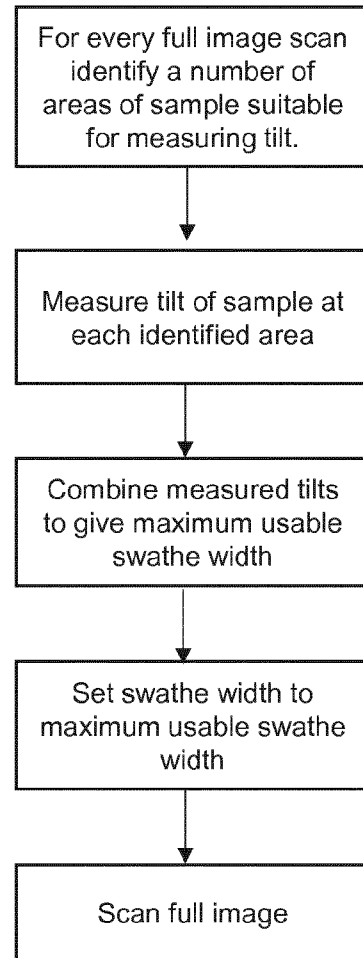 For every full image scan
identify a number of
areas of sample suitable
for measuring tilt.
Measure tilt of sample at
each identified area
Combine measured tilts
to give maximum usable
swathe width
Set swathe width to
maximum usable swathe
width
Scan full image